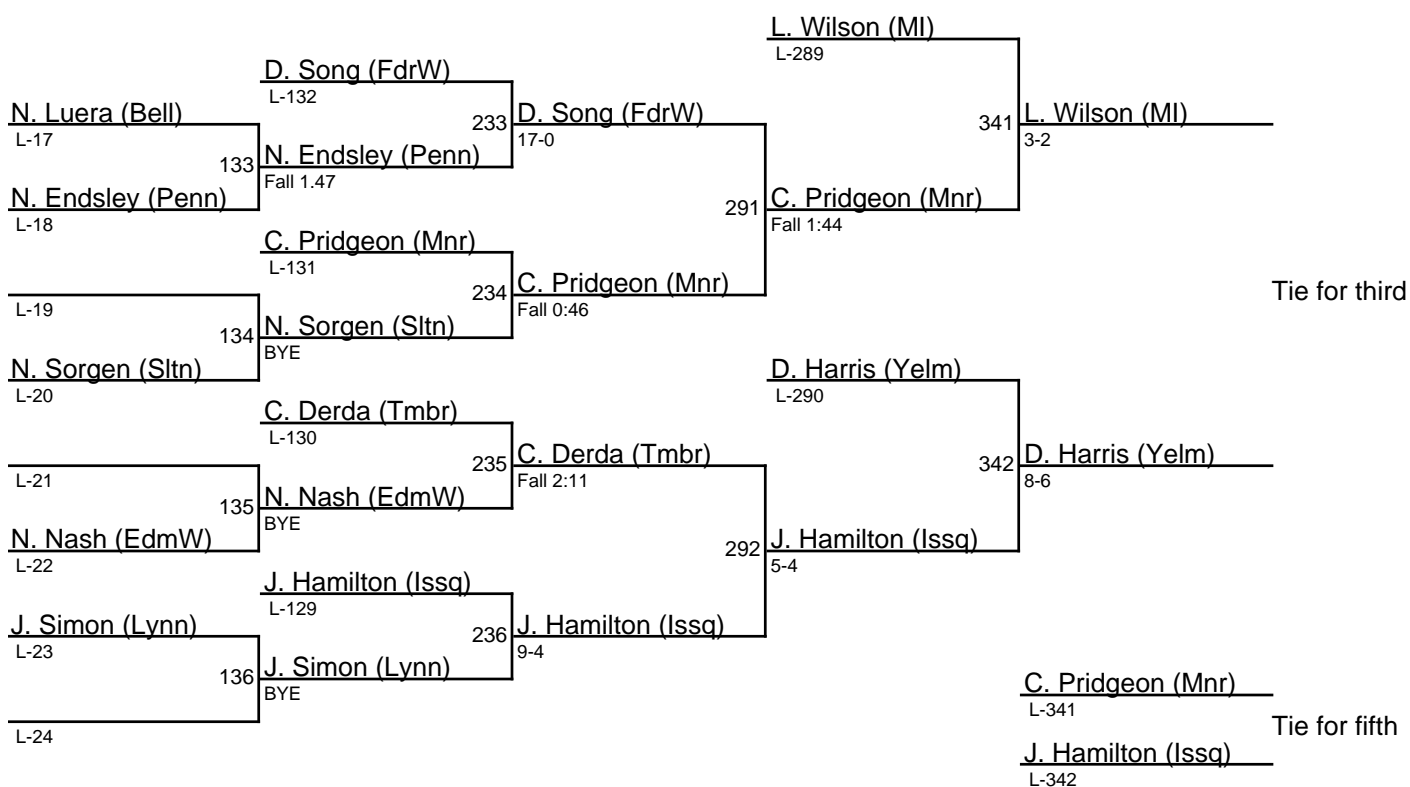 L. Wilson (MI)
L-289
D. Song (FdrW)
L-132
N. Luera (Bell)
L-17
233
D. Song (FdrW)
17-0
341
L. Wilson (MI)
3-2
133
N. Endsley (Penn)
Fall 1.47
N. Endsley (Penn)
L-18
291
C. Pridgeon (Mnr)
Fall 1:44
C. Pridgeon (Mnr)
L-131
L-19
234
C. Pridgeon (Mnr)
Fall 0:46
Tie for third
134
N. Sorgen (Sltn)
BYE
N. Sorgen (Sltn)
L-20
D. Harris (Yelm)
L-290
C. Derda (Tmbr)
L-130
L-21
235
C. Derda (Tmbr)
Fall 2:11
342
D. Harris (Yelm)
8-6
135
N. Nash (EdmW)
BYE
N. Nash (EdmW)
L-22
292
J. Hamilton (Issq)
5-4
J. Hamilton (Issq)
L-129
J. Simon (Lynn)
L-23
236
J. Hamilton (Issq)
9-4
136
J. Simon (Lynn)
BYE
C. Pridgeon (Mnr)
L-341
L-24
Tie for fifth
J. Hamilton (Issq)
L-342